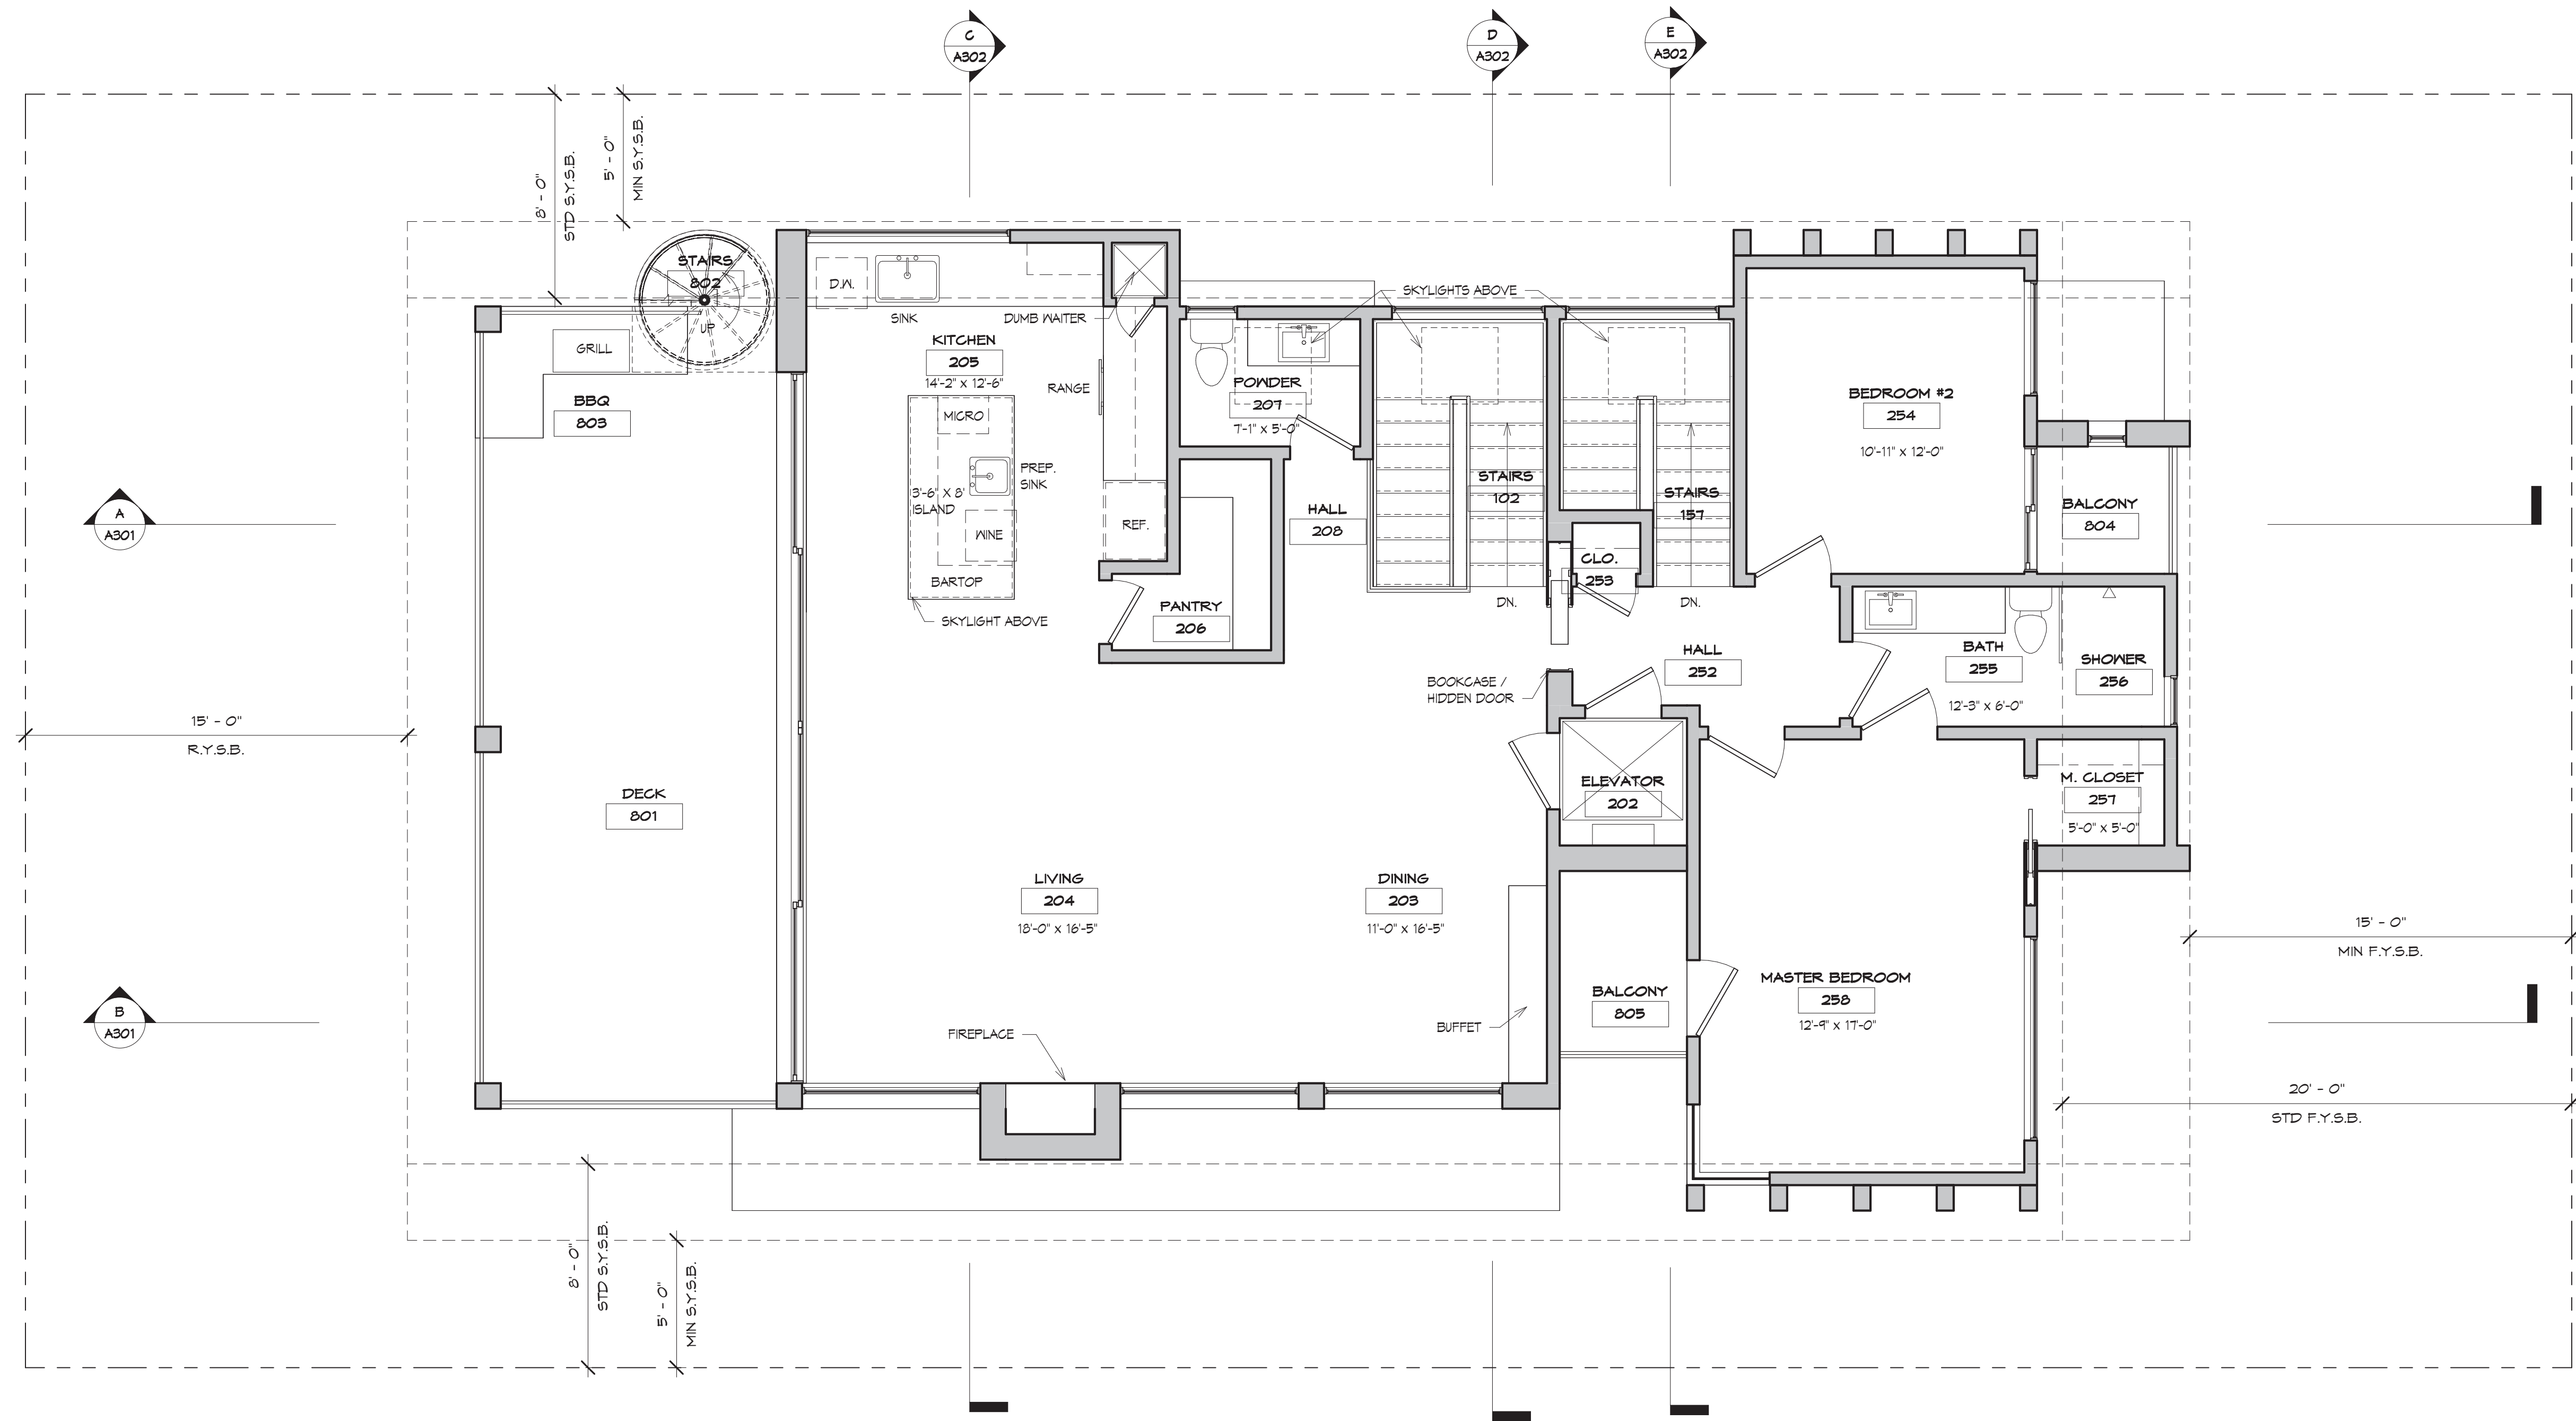 C
A302
D
A302
E
A302
8' - 0"
STD S.Y.S.B.
5' - 0"
MIN S.Y.S.B.
STAIRS
802
UP
GRILL
BBQ
803
D.W.
SINK
DUMB WAITER
KITCHEN
205
14'-2" x 12'-6"
RANGE
MICRO
PREP.
SINK
3'-6" X 8'
ISLAND
WINE
BARTOP
REF.
SKYLIGHT ABOVE
SKYLIGHTS ABOVE
POWDER
207
7'-1" x 5'-0"
PANTRY
206
HALL
208
STAIRS
102
DN.
STAIRS
157
DN.
CLO.
253
BEDROOM #2
254
10'-11" x 12'-0"
BALCONY
804
A
A301
HALL
252
BATH
255
12'-3" x 6'-0"
SHOWER
256
BOOKCASE /
HIDDEN DOOR
15' - 0"
R.Y.S.B.
ELEVATOR
202
M. CLOSET
257
5'-0" x 5'-0"
DECK
801
LIVING
204
18'-0" x 16'-5"
DINING
203
11'-0" x 16'-5"
15' - 0"
MIN F.Y.S.B.
B
A301
FIREPLACE
BUFFET
BALCONY
805
MASTER BEDROOM
258
12'-9" x 17'-0"
20' - 0"
STD F.Y.S.B.
8' - 0"
STD S.Y.S.B.
5' - 0"
MIN S.Y.S.B.